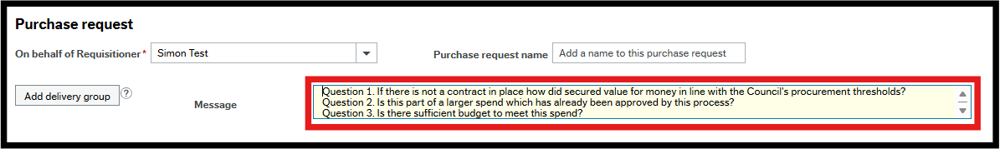 Purchase request
On behalf of Requisitioner* Simon Test
Purchase request name Add a name to this purchase request
Add delivery group ?
Message
Question 1. If there is not a contract in place how did secured value for money in line with the Council's procurement thresholds?
Question 2. Is this part of a larger spend which has already been approved by this process?
Question 3. Is there sufficient budget to meet this spend?